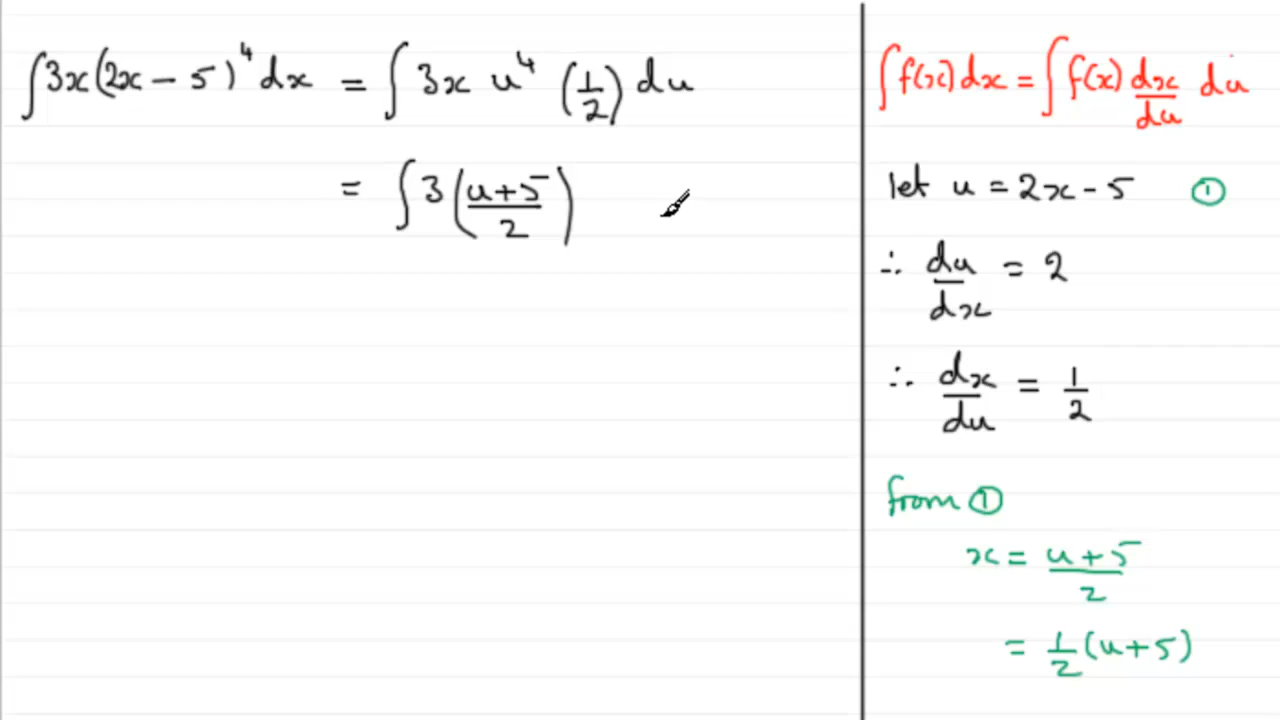 ∫3x(2x − 5)⁴ dx = ∫ 3x u⁴ (1/2) du
= ∫ 3 ((u+5)/2)
∫f(x) dx = ∫ f(x) dx/du du
let u = 2x − 5 ①
∴ du/dx = 2
∴ dx/du = 1/2
from ①
x = (u + 5)/2
= 1/2 (u + 5)